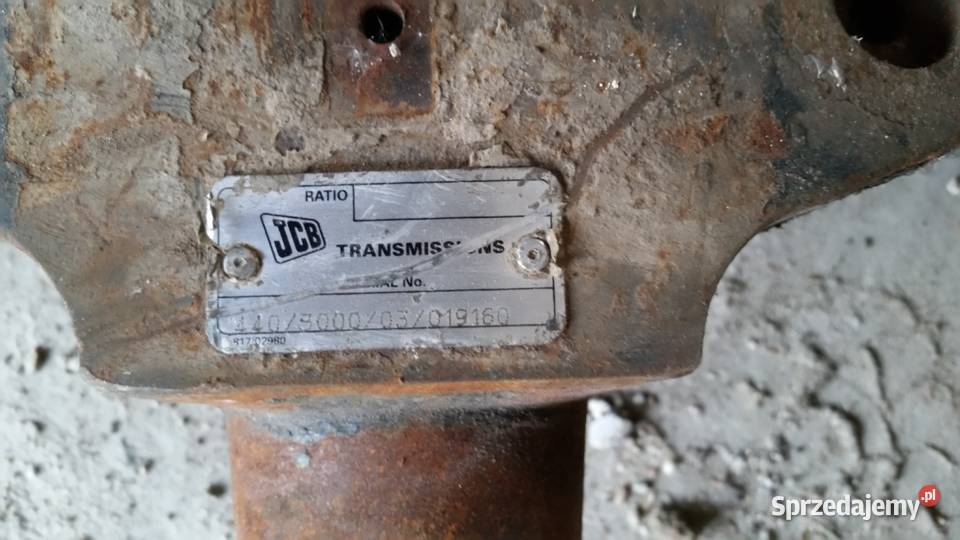 RATIO
JCB
TRANSMISSIONS
No.
440/5000/03/019160
817/02980
Sprzedajemy.pl